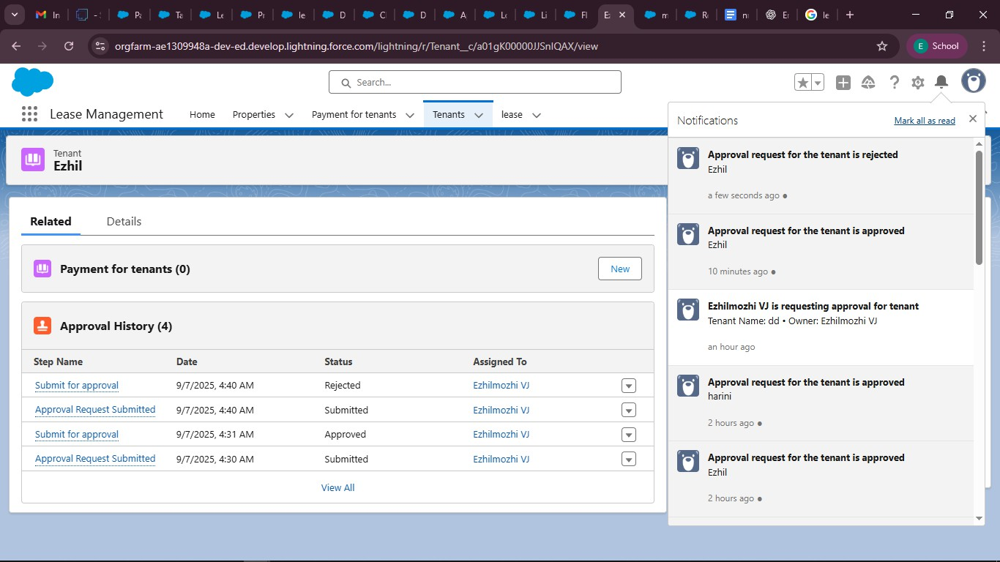 In
- S
Pa
Ta
Le
Pr
le
D
Cl
D
A
Lo
Li
Fl
Ez
m
Re
n
Er
le
orgfarm-ae1309948a-dev-ed.develop.lightning.force.com/lightning/r/Tenant__c/a01gK00000JJSnIQAX/view
E School
Search...
Lease Management
Home
Properties
Payment for tenants
Tenants
lease
Tenant
Ezhil
Related
Details
Payment for tenants (0)
New
Approval History (4)
Step Name Date Status Assigned To
Submit for approval 9/7/2025, 4:40 AM Rejected Ezhilmozhi VJ
Approval Request Submitted 9/7/2025, 4:40 AM Submitted Ezhilmozhi VJ
Submit for approval 9/7/2025, 4:31 AM Approved Ezhilmozhi VJ
Approval Request Submitted 9/7/2025, 4:30 AM Submitted Ezhilmozhi VJ
View All
Notifications
Mark all as read
Approval request for the tenant is rejected
Ezhil
a few seconds ago ●
Approval request for the tenant is approved
Ezhil
10 minutes ago ●
Ezhilmozhi VJ is requesting approval for tenant
Tenant Name: dd • Owner: Ezhilmozhi VJ
an hour ago
Approval request for the tenant is approved
harini
2 hours ago ●
Approval request for the tenant is approved
Ezhil
2 hours ago ●